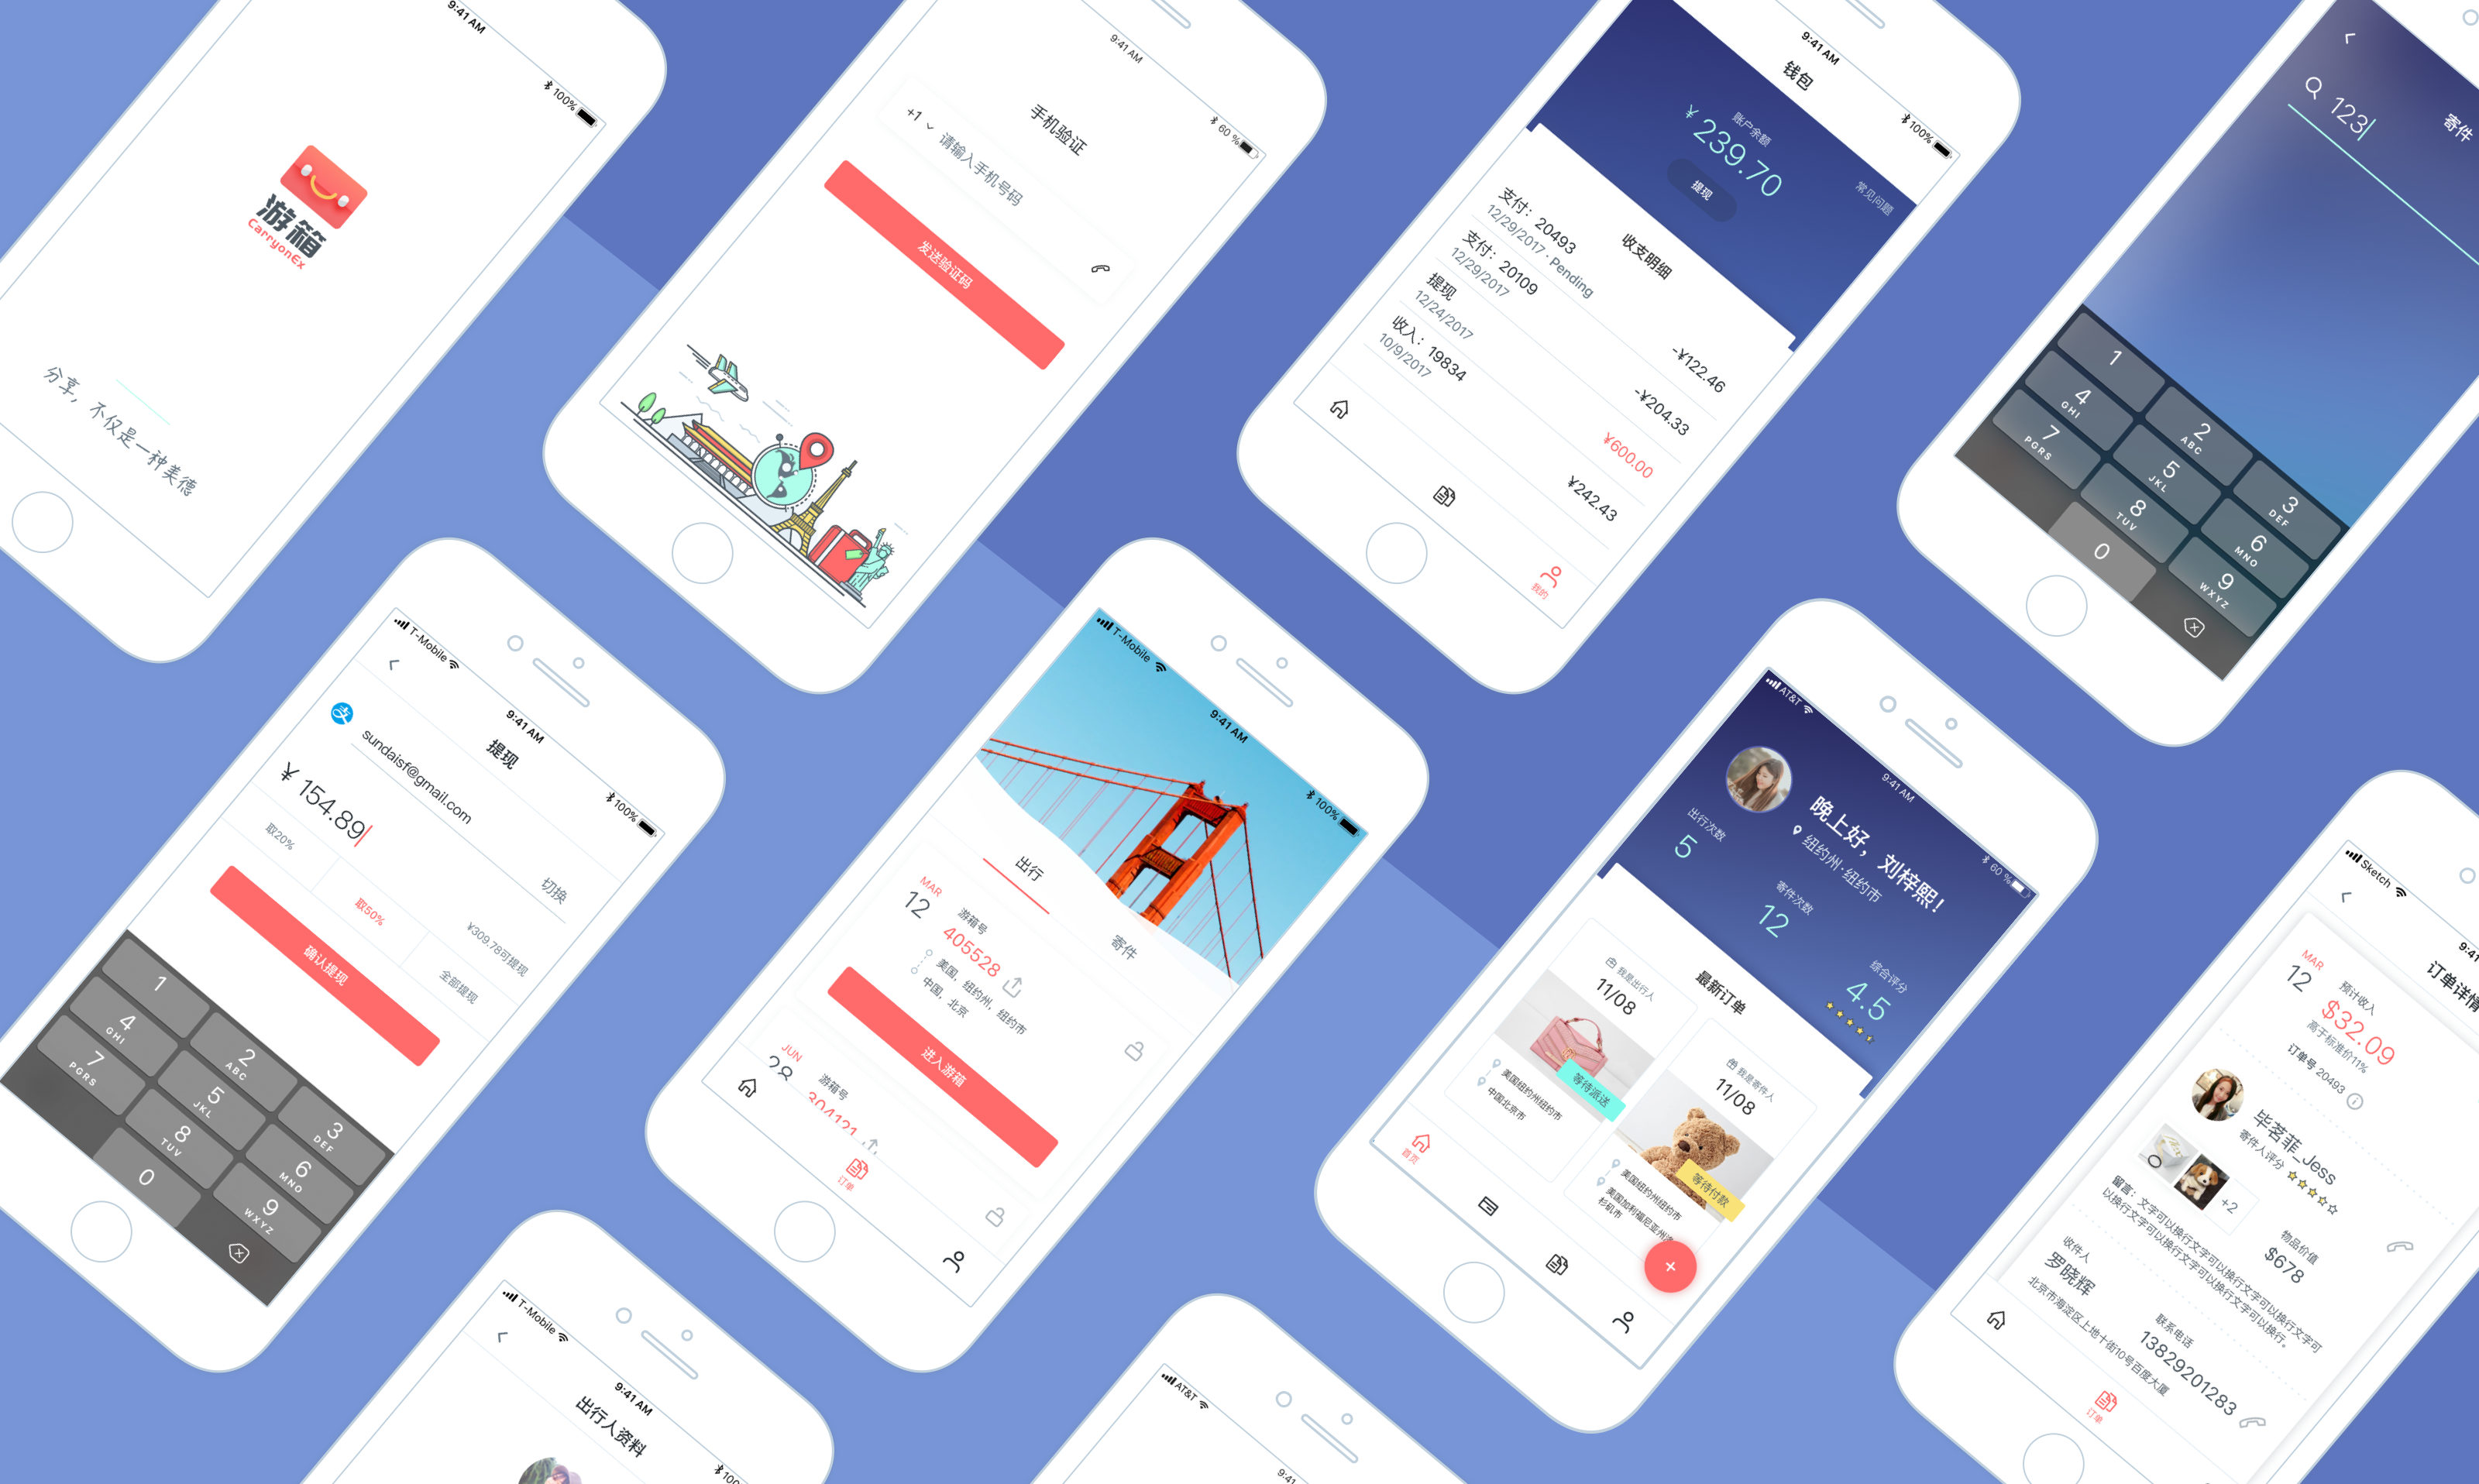 9:41 AM
100%
游箱
CarryonEx
分享，不仅是一种美德
9:41 AM
60 %
手机验证
+1
请输入手机号码
发送验证码
9:41 AM
100%
钱包
账户余额
¥ 239.70
提现
常见问题
收支明细
支付：20493
12/29/2017 · Pending
-¥122.46
支付：20109
12/29/2017
-¥204.33
提现
12/24/2017
¥600.00
收入：19834
10/9/2017
¥242.43
我的
寄件
123
1
2
ABC
3
DEF
4
GHI
5
JKL
6
MNO
7
PGRS
8
TUV
9
WXYZ
0
T-Mobile
9:41 AM
100%
提现
sundaisf@gmail.com
切换
¥ 154.89
¥309.78可提现
取20%
取50%
全部提现
确认提现
1
2
ABC
3
DEF
4
GHI
5
JKL
6
MNO
7
PGRS
8
TUV
9
WXYZ
0
T-Mobile
9:41 AM
100%
出行
寄件
MAR
12
游箱号
405528
美国，纽约州，纽约市
中国，北京
进入游箱
JUN
游箱号
304121
订单
AT&T
9:41 AM
60 %
晚上好，刘梓熙！
纽约州·纽约市
出行次数
5
寄件次数
12
综合评分
4.5
最新订单
我是出行人
11/08
等待派送
美国纽约州纽约市
中国北京市
我是寄件人
11/08
等待付款
美国纽约州纽约市
美国加利福尼亚州洛
杉矶市
首页
Sketch
9:41
订单详情
MAR
12
预计收入
$32.09
高于标准价11%
订单号 20493
毕茗菲_Jess
寄件人评分
+2
物品价值
$678
留言：文字可以换行文字可以换行文字可以换行文字可
以换行文字可以换行文字可以换行文字可以换行。
收件人
罗晓辉
联系电话
13829201283
北京市海淀区上地十街10号百度大厦
订单
T-Mobile
9:41 AM
100
出行人资料
AT&T
9:41